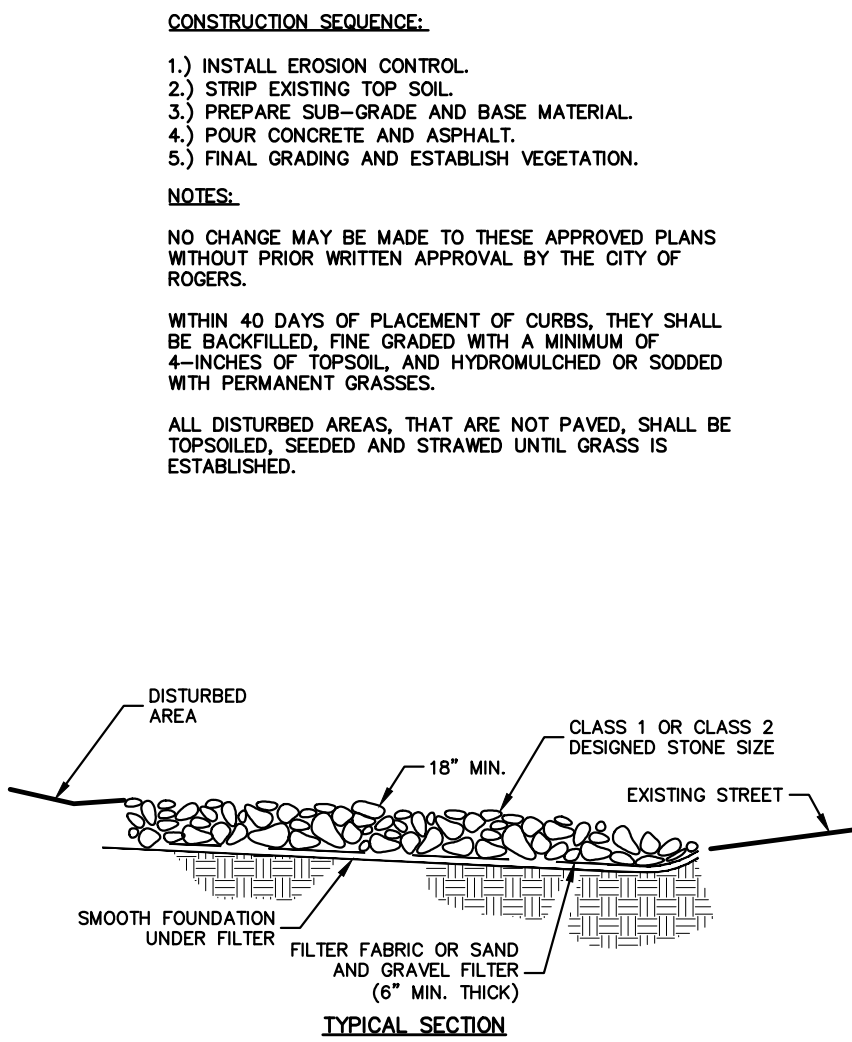 CONSTRUCTION SEQUENCE:
1.) INSTALL EROSION CONTROL.
2.) STRIP EXISTING TOP SOIL.
3.) PREPARE SUB-GRADE AND BASE MATERIAL.
4.) POUR CONCRETE AND ASPHALT.
5.) FINAL GRADING AND ESTABLISH VEGETATION.
NOTES:
NO CHANGE MAY BE MADE TO THESE APPROVED PLANS
WITHOUT PRIOR WRITTEN APPROVAL BY THE CITY OF
ROGERS.
WITHIN 40 DAYS OF PLACEMENT OF CURBS, THEY SHALL
BE BACKFILLED, FINE GRADED WITH A MINIMUM OF
4-INCHES OF TOPSOIL, AND HYDROMULCHED OR SODDED
WITH PERMANENT GRASSES.
ALL DISTURBED AREAS, THAT ARE NOT PAVED, SHALL BE
TOPSOILED, SEEDED AND STRAWED UNTIL GRASS IS
ESTABLISHED.
DISTURBED
AREA
18" MIN.
CLASS 1 OR CLASS 2
DESIGNED STONE SIZE
EXISTING STREET
SMOOTH FOUNDATION
UNDER FILTER
FILTER FABRIC OR SAND
AND GRAVEL FILTER
(6" MIN. THICK)
TYPICAL SECTION